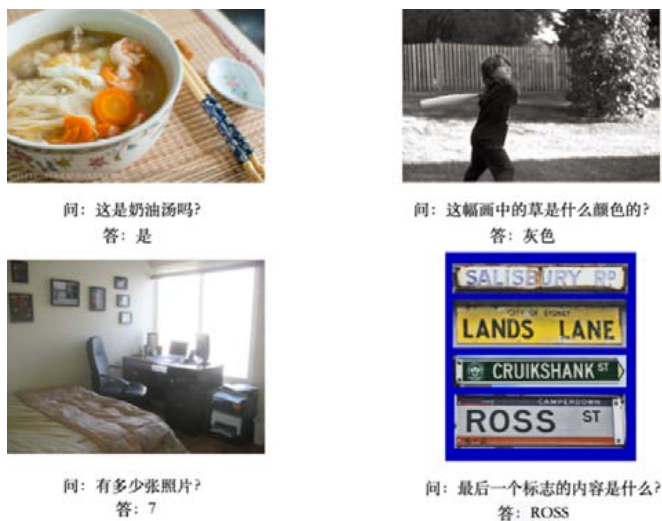 问：这是奶油汤吗?
答：是
问：这幅画中的草是什么颜色的?
答：灰色
问：有多少张照片?
答：7
SALISBURY RD
CITY OF SYDNEY
LANDS LANE
CRUIKSHANK ST
CAMPERDOWN
ROSS ST
问：最后一个标志的内容是什么?
答：ROSS